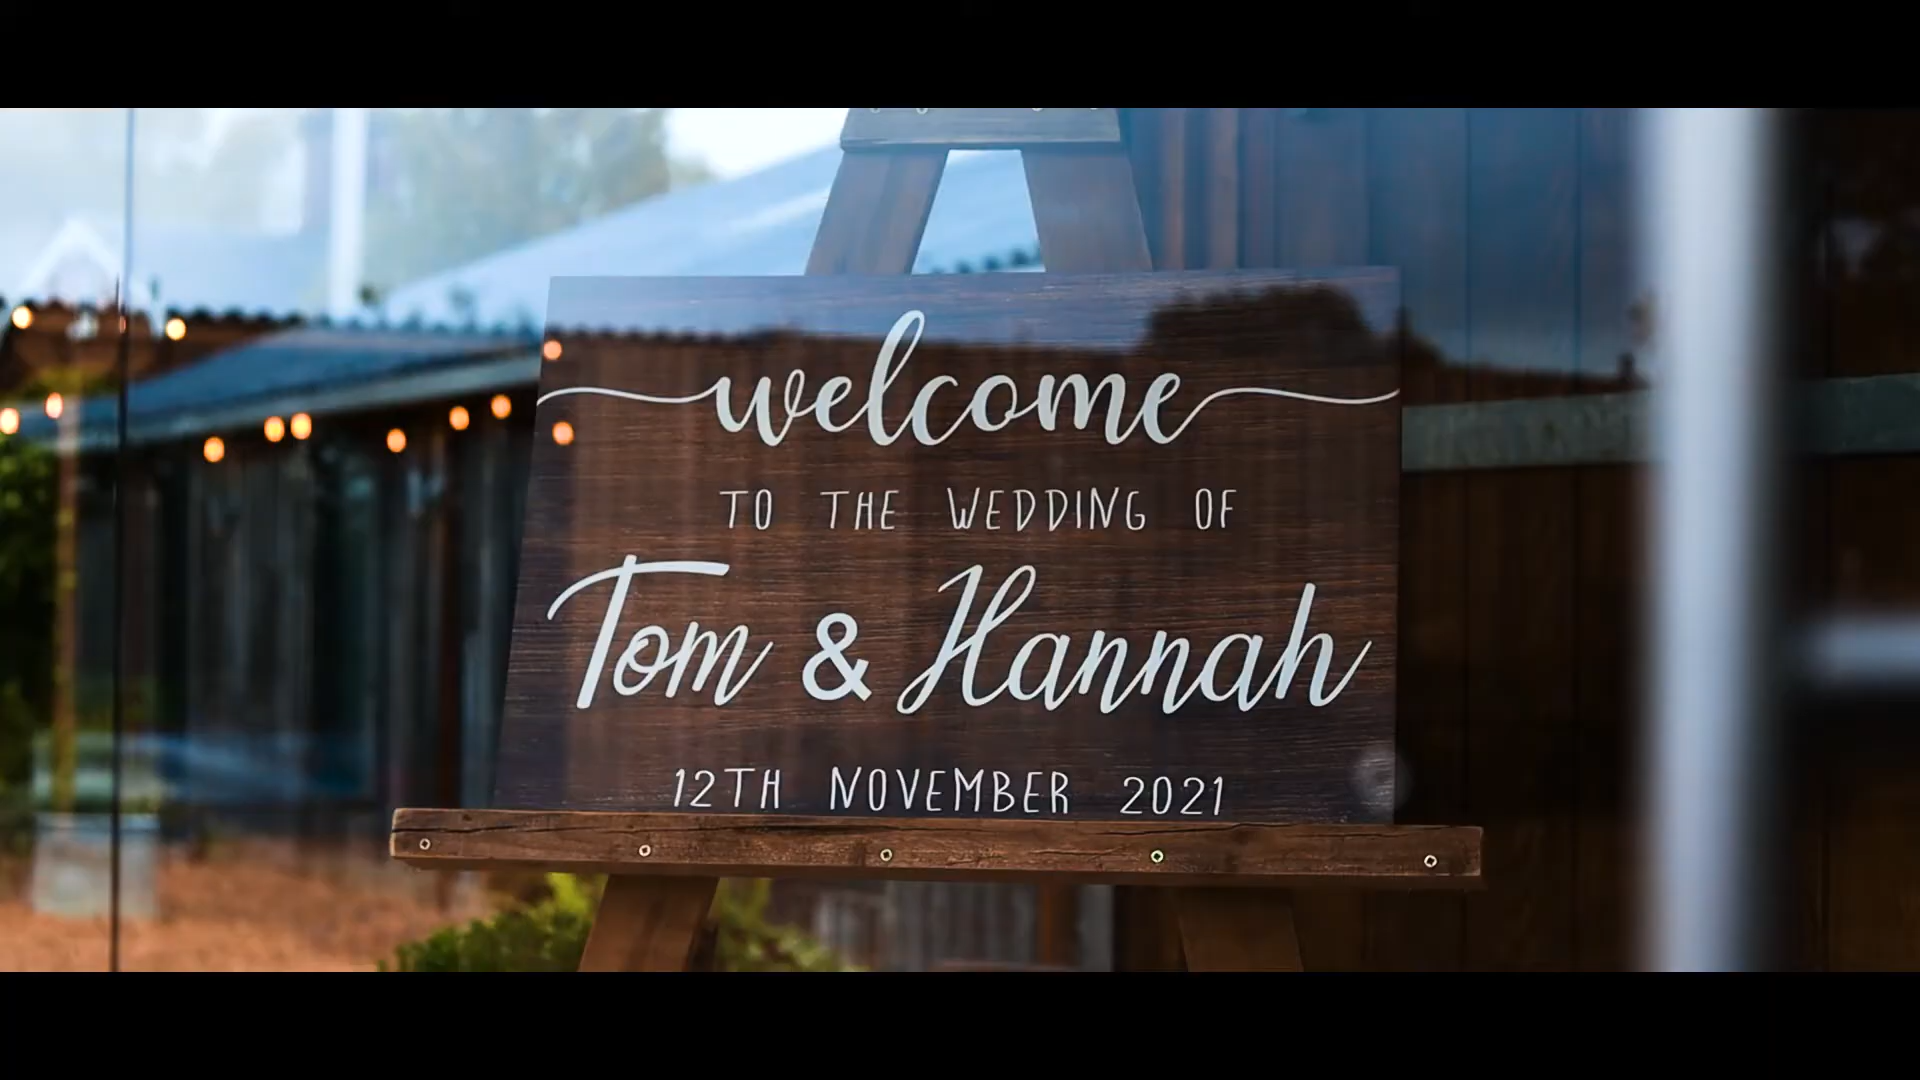 welcome
TO THE WEDDING OF
Tom & Hannah
12TH NOVEMBER 2021